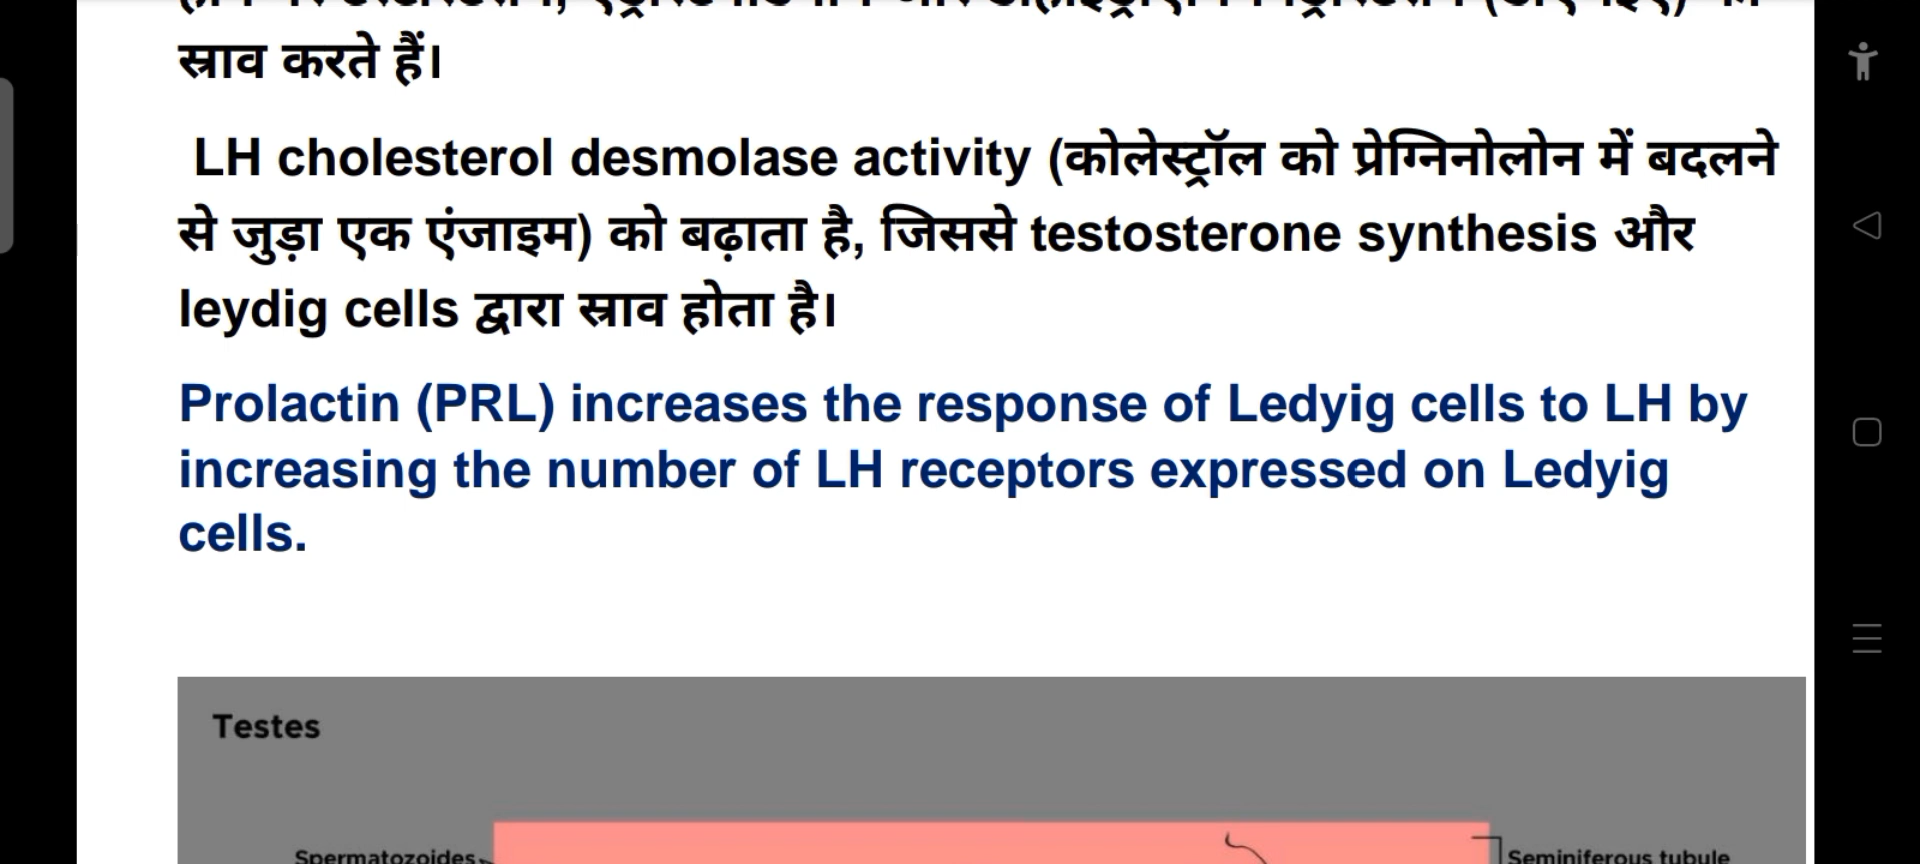 स्राव करते हैं।
LH cholesterol desmolase activity (कोलेस्ट्रॉल को प्रेग्निनोलोन में बदलने
से जुड़ा एक एंजाइम) को बढ़ाता है, जिससे testosterone synthesis और
leydig cells द्वारा स्राव होता है।
Prolactin (PRL) increases the response of Ledyig cells to LH by
increasing the number of LH receptors expressed on Ledyig
cells.
Testes
Spermatozoides
Seminiferous tubule